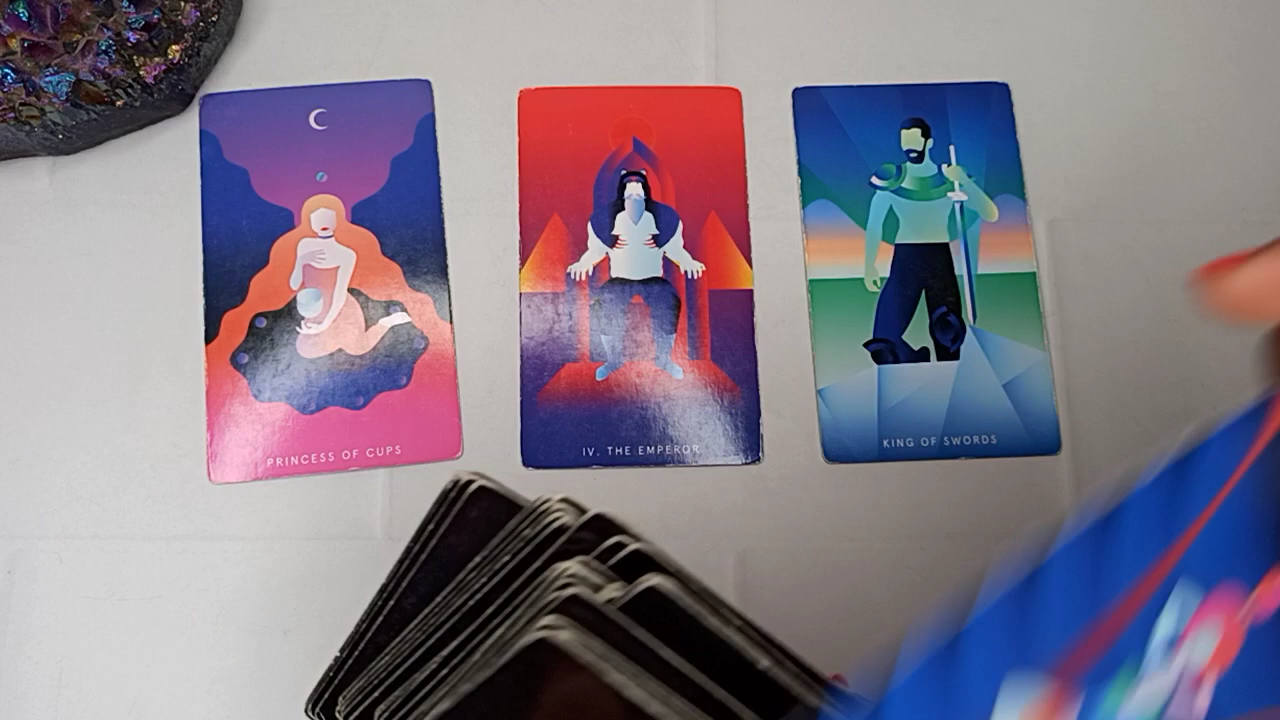 PRINCESS OF CUPS
IV. THE EMPEROR
KING OF SWORDS